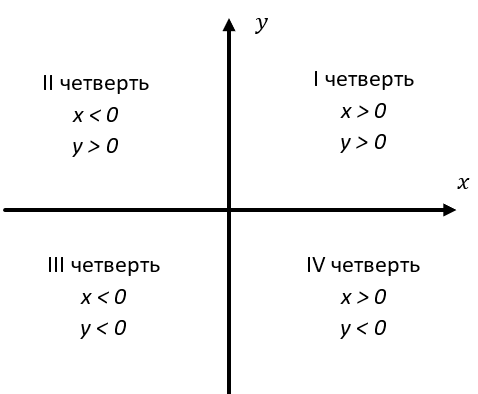 y
II четверть
x < 0
y > 0
I четверть
x > 0
y > 0
x
III четверть
x < 0
y < 0
IV четверть
x > 0
y < 0